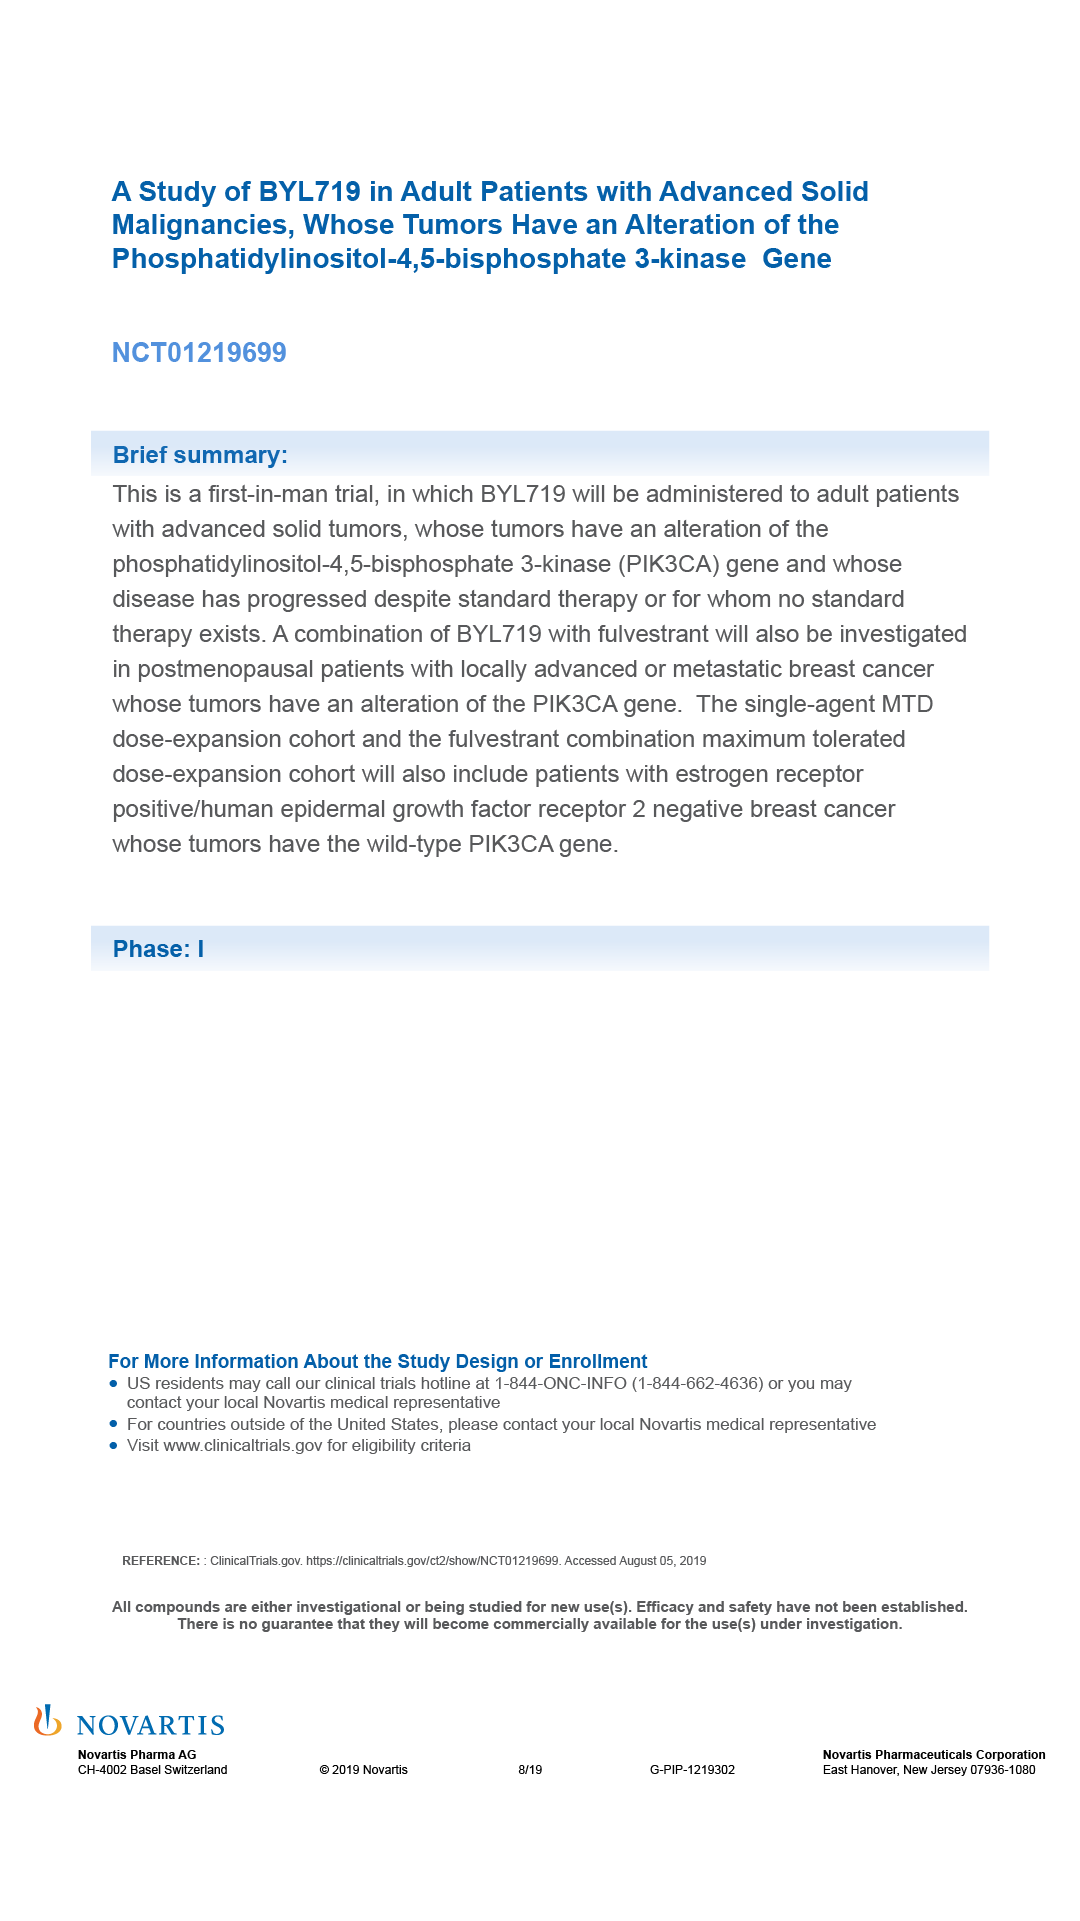 A Study of BYL719 in Adult Patients with Advanced Solid
Malignancies, Whose Tumors Have an Alteration of the
Phosphatidylinositol-4,5-bisphosphate 3-kinase  Gene
NCT01219699
Brief summary:
This is a first-in-man trial, in which BYL719 will be administered to adult patients
with advanced solid tumors, whose tumors have an alteration of the
phosphatidylinositol-4,5-bisphosphate 3-kinase (PIK3CA) gene and whose
disease has progressed despite standard therapy or for whom no standard
therapy exists. A combination of BYL719 with fulvestrant will also be investigated
in postmenopausal patients with locally advanced or metastatic breast cancer
whose tumors have an alteration of the PIK3CA gene.  The single-agent MTD
dose-expansion cohort and the fulvestrant combination maximum tolerated
dose-expansion cohort will also include patients with estrogen receptor
positive/human epidermal growth factor receptor 2 negative breast cancer
whose tumors have the wild-type PIK3CA gene.
Phase: I
For More Information About the Study Design or Enrollment
● US residents may call our clinical trials hotline at 1-844-ONC-INFO (1-844-662-4636) or you may
contact your local Novartis medical representative
● For countries outside of the United States, please contact your local Novartis medical representative
● Visit www.clinicaltrials.gov for eligibility criteria
REFERENCE: : ClinicalTrials.gov. https://clinicaltrials.gov/ct2/show/NCT01219699. Accessed August 05, 2019
All compounds are either investigational or being studied for new use(s). Efficacy and safety have not been established.
There is no guarantee that they will become commercially available for the use(s) under investigation.
NOVARTIS
Novartis Pharma AG
CH-4002 Basel Switzerland
© 2019 Novartis
8/19
G-PIP-1219302
Novartis Pharmaceuticals Corporation
East Hanover, New Jersey 07936-1080